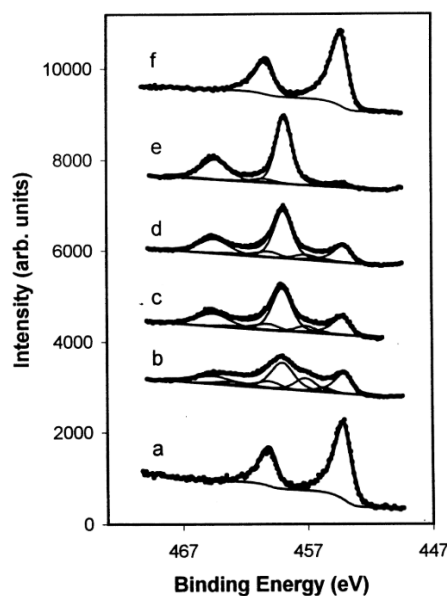 10000
8000
6000
4000
2000
0
Intensity (arb. units)
f
e
d
c
b
a
467
457
447
Binding Energy (eV)